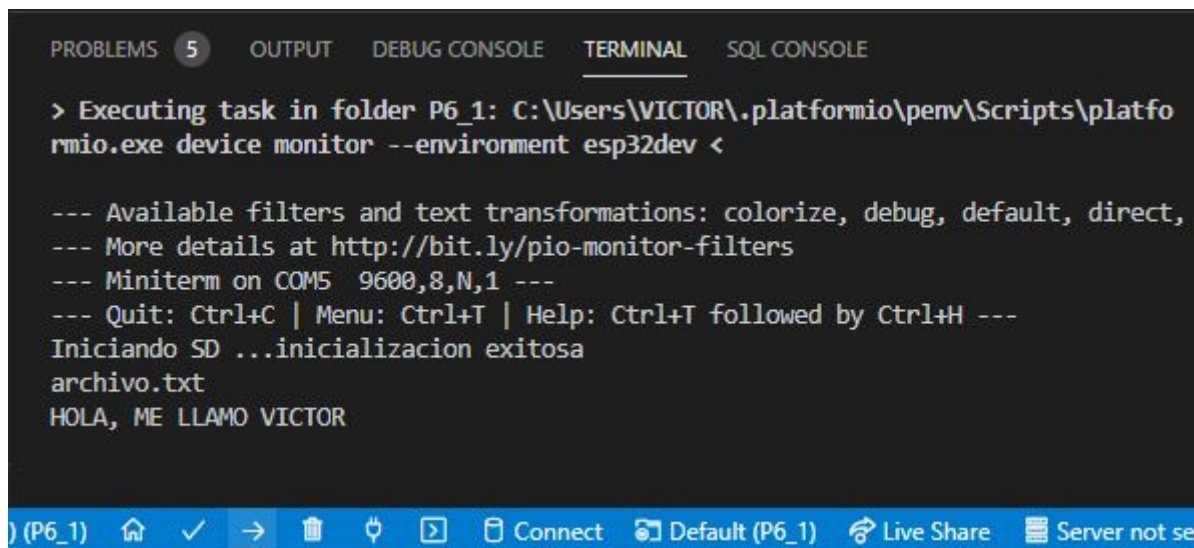 PROBLEMS 5 OUTPUT DEBUG CONSOLE TERMINAL SQL CONSOLE
> Executing task in folder P6_1: C:\Users\VICTOR\.platformio\penv\Scripts\platfo
rmio.exe device monitor --environment esp32dev <
--- Available filters and text transformations: colorize, debug, default, direct,
--- More details at http://bit.ly/pio-monitor-filters
--- Miniterm on COM5  9600,8,N,1 ---
--- Quit: Ctrl+C | Menu: Ctrl+T | Help: Ctrl+T followed by Ctrl+H ---
Iniciando SD ...inicializacion exitosa
archivo.txt
HOLA, ME LLAMO VICTOR
) (P6_1) Connect Default (P6_1) Live Share Server not se